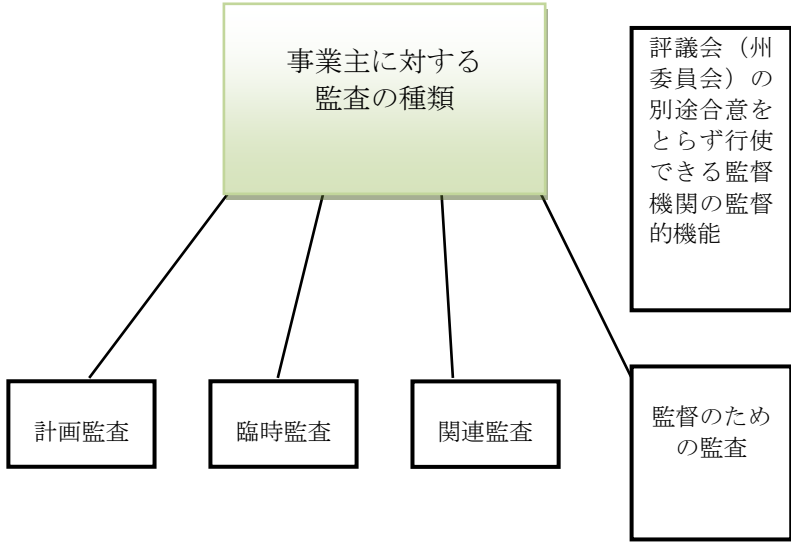 事業主に対する
監査の種類
評議会（州
委員会）の
別途合意を
とらず行使
できる監督
機関の監督
的機能
計画監査
臨時監査
関連監査
監督のため
の監査